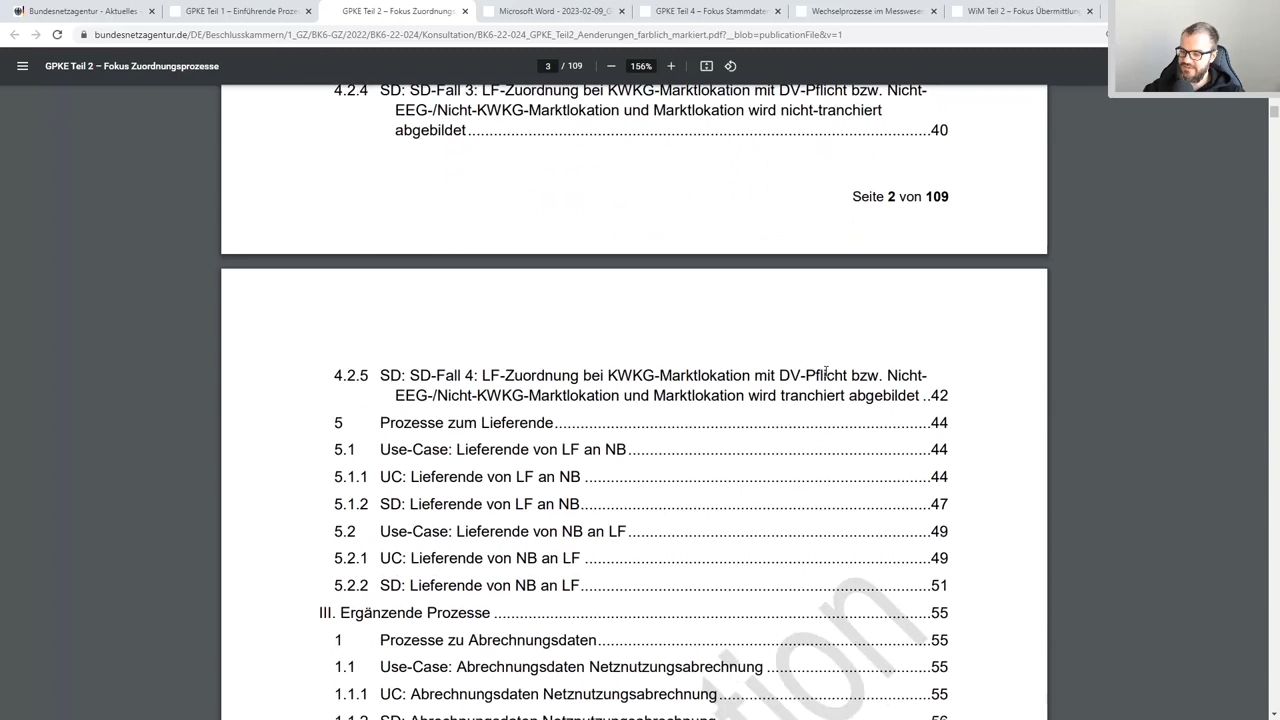 Bundesnetzagentur - Aktuelles
GPKE Teil 1 – Einführende Proze
GPKE Teil 2 – Fokus Zuordnungs
Microsoft Word - 2023-02-09_G
GPKE Teil 4 – Fokus Stammdate
Wechselprozesse im Messwese
WiM Teil 2 – Fokus Übermittlun
bundesnetzagentur.de/DE/Beschlusskammern/1_GZ/BK6-GZ/2022/BK6-22-024/Konsultation/BK6-22-024_GPKE_Teil2_Aenderungen_farblich_markiert.pdf?__blob=publicationFile&v=1
GPKE Teil 2 – Fokus Zuordnungsprozesse
3 / 109
156%
4.2.4 SD: SD-Fall 3: LF-Zuordnung bei KWKG-Marktlokation mit DV-Pflicht bzw. Nicht-
EEG-/Nicht-KWKG-Marktlokation und Marktlokation wird nicht-tranchiert
abgebildet........................................40
Seite 2 von 109
4.2.5 SD: SD-Fall 4: LF-Zuordnung bei KWKG-Marktlokation mit DV-Pflicht bzw. Nicht-
EEG-/Nicht-KWKG-Marktlokation und Marktlokation wird tranchiert abgebildet ..42
5 Prozesse zum Lieferende........................................44
5.1 Use-Case: Lieferende von LF an NB........................................44
5.1.1 UC: Lieferende von LF an NB ........................................44
5.1.2 SD: Lieferende von LF an NB........................................47
5.2 Use-Case: Lieferende von NB an LF........................................49
5.2.1 UC: Lieferende von NB an LF ........................................49
5.2.2 SD: Lieferende von NB an LF........................................51
III. Ergänzende Prozesse ........................................55
1 Prozesse zu Abrechnungsdaten........................................55
1.1 Use-Case: Abrechnungsdaten Netznutzungsabrechnung ........................................55
1.1.1 UC: Abrechnungsdaten Netznutzungsabrechnung........................................55
1.1.2 SD: Abrechnungsdaten Netznutzungsabrechnung........................................56